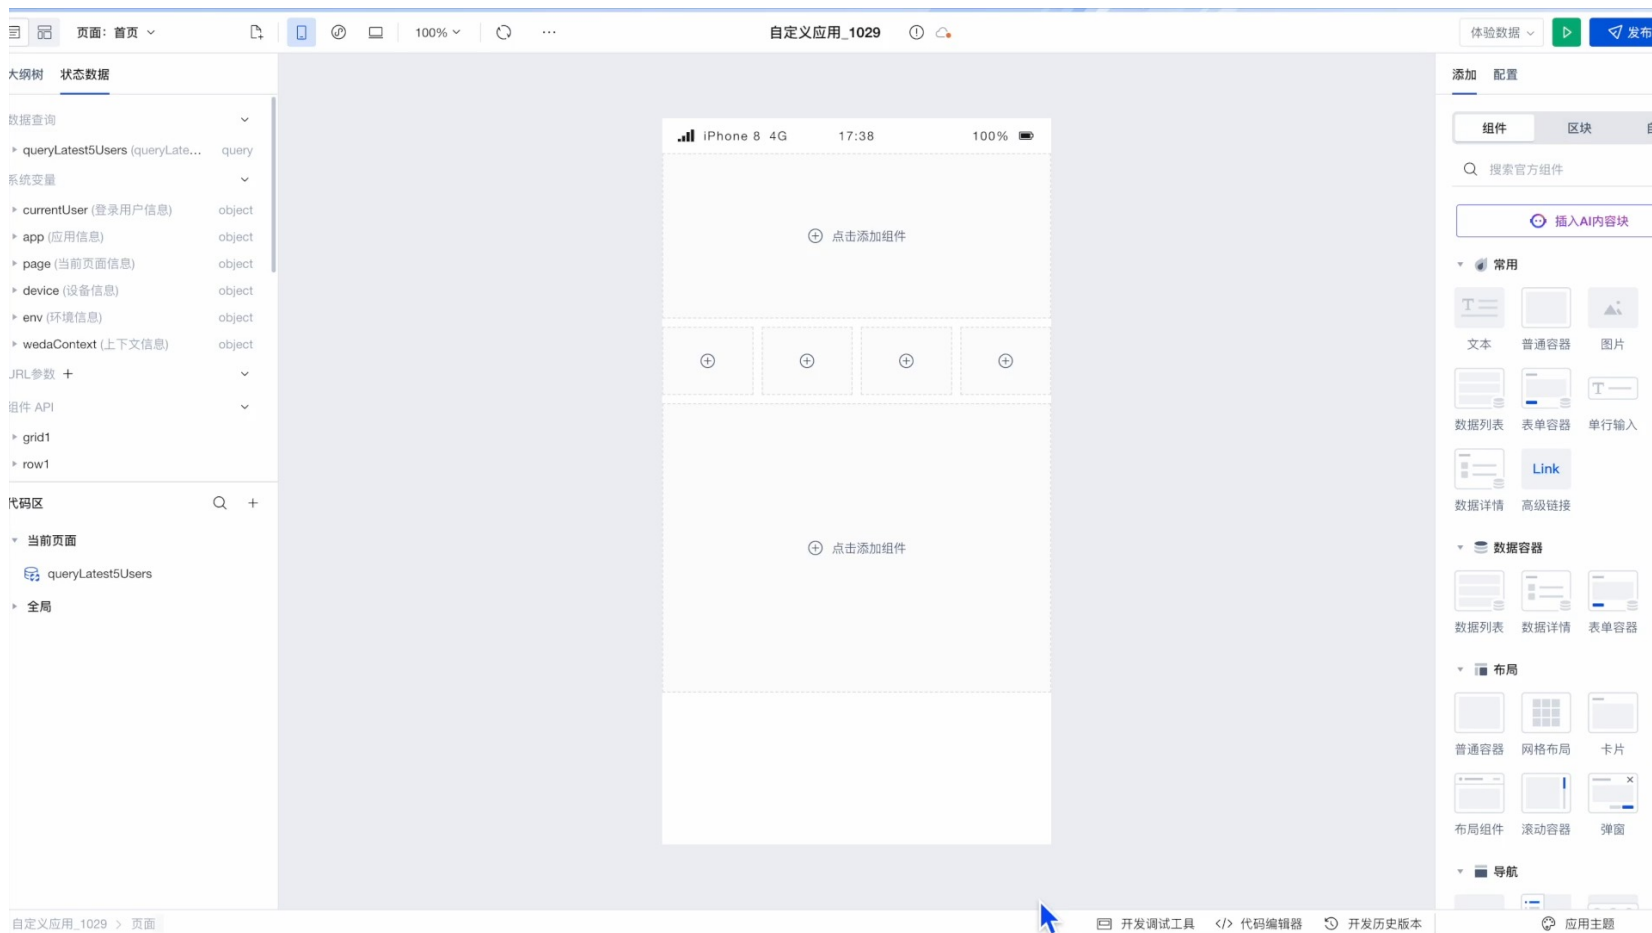 页面：首页
100%
自定义应用_1029
体验数据
发布
大纲树 状态数据
数据查询
queryLatest5Users (queryLate... query
系统变量
currentUser (登录用户信息) object
app (应用信息) object
page (当前页面信息) object
device (设备信息) object
env (环境信息) object
wedaContext (上下文信息) object
URL参数 +
组件 API
grid1
row1
代码区
当前页面
queryLatest5Users
全局
iPhone 8 4G 17:38 100%
点击添加组件
点击添加组件
添加 配置
组件 区块
搜索官方组件
插入AI内容块
常用
文本 普通容器 图片
数据列表 表单容器 单行输入
Link
数据详情 高级链接
数据容器
数据列表 数据详情 表单容器
布局
普通容器 网格布局 卡片
布局组件 滚动容器 弹窗
导航
自定义应用_1029 > 页面
开发调试工具 </> 代码编辑器 开发历史版本
应用主题